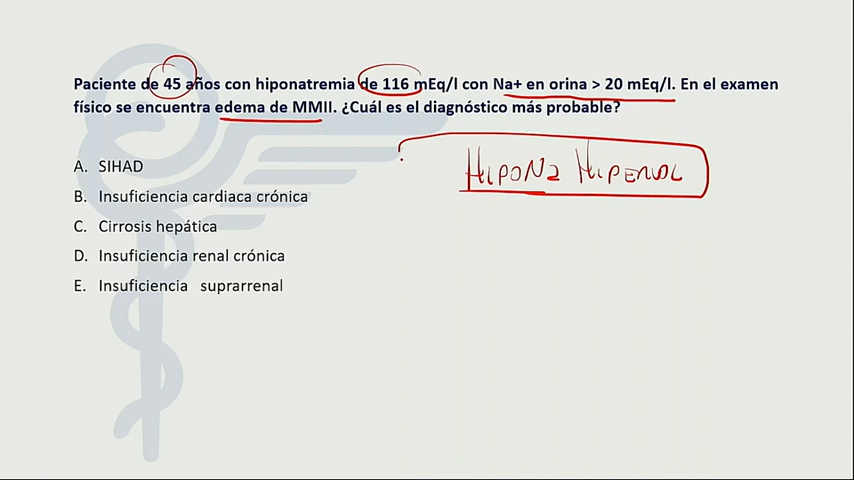 Paciente de 45 años con hiponatremia de 116 mEq/l con Na+ en orina > 20 mEq/l. En el examen
físico se encuentra edema de MMII. ¿Cuál es el diagnóstico más probable?
HIPONa HIPERVOL
A. SIHAD
B. Insuficiencia cardiaca crónica
C. Cirrosis hepática
D. Insuficiencia renal crónica
E. Insuficiencia suprarrenal